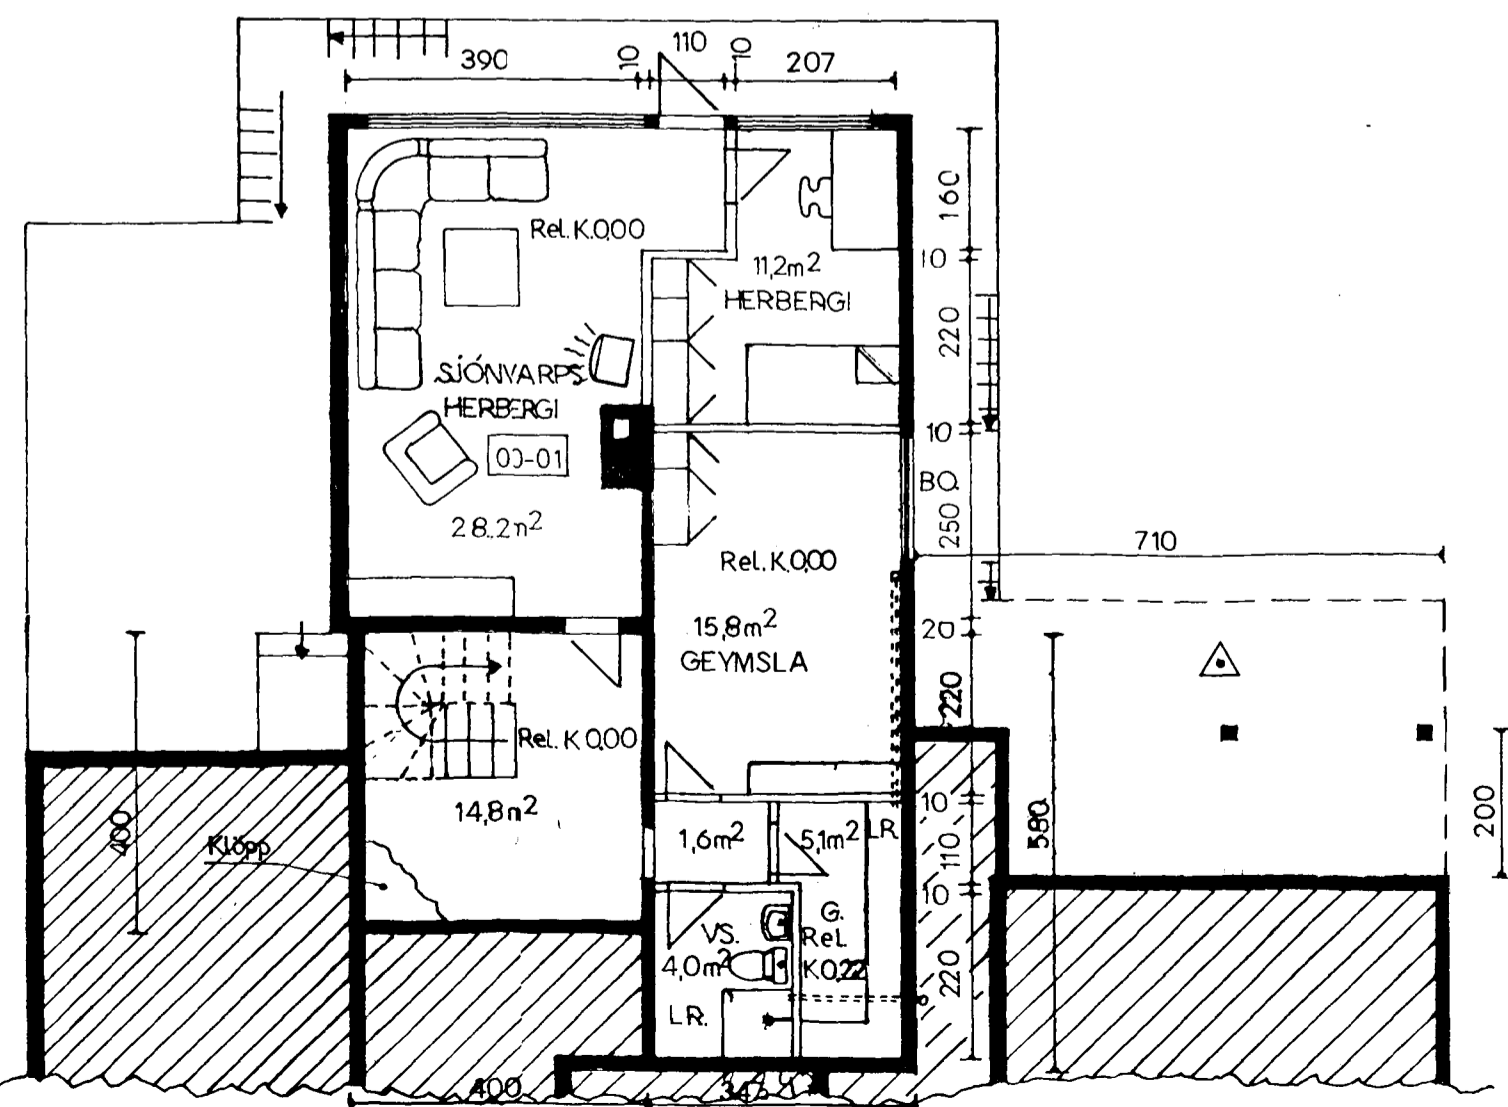 390
10
110
10
207
Rel. K.0,00
160
10
11,2m²
HERBERGI
220
SJÓNVARPS
HERBERGI
00-01
28,2m²
10
BO.
250
710
Rel. K.0,00
15,8m²
GEYMSLA
20
220
Rel. K 0,00
14,8m²
400
Klöpp
1,6m²
5,1m²
LR.
10
110
10
580
200
VS.
4,0m²
G.
Rel.
K 0,22
220
LR.
400